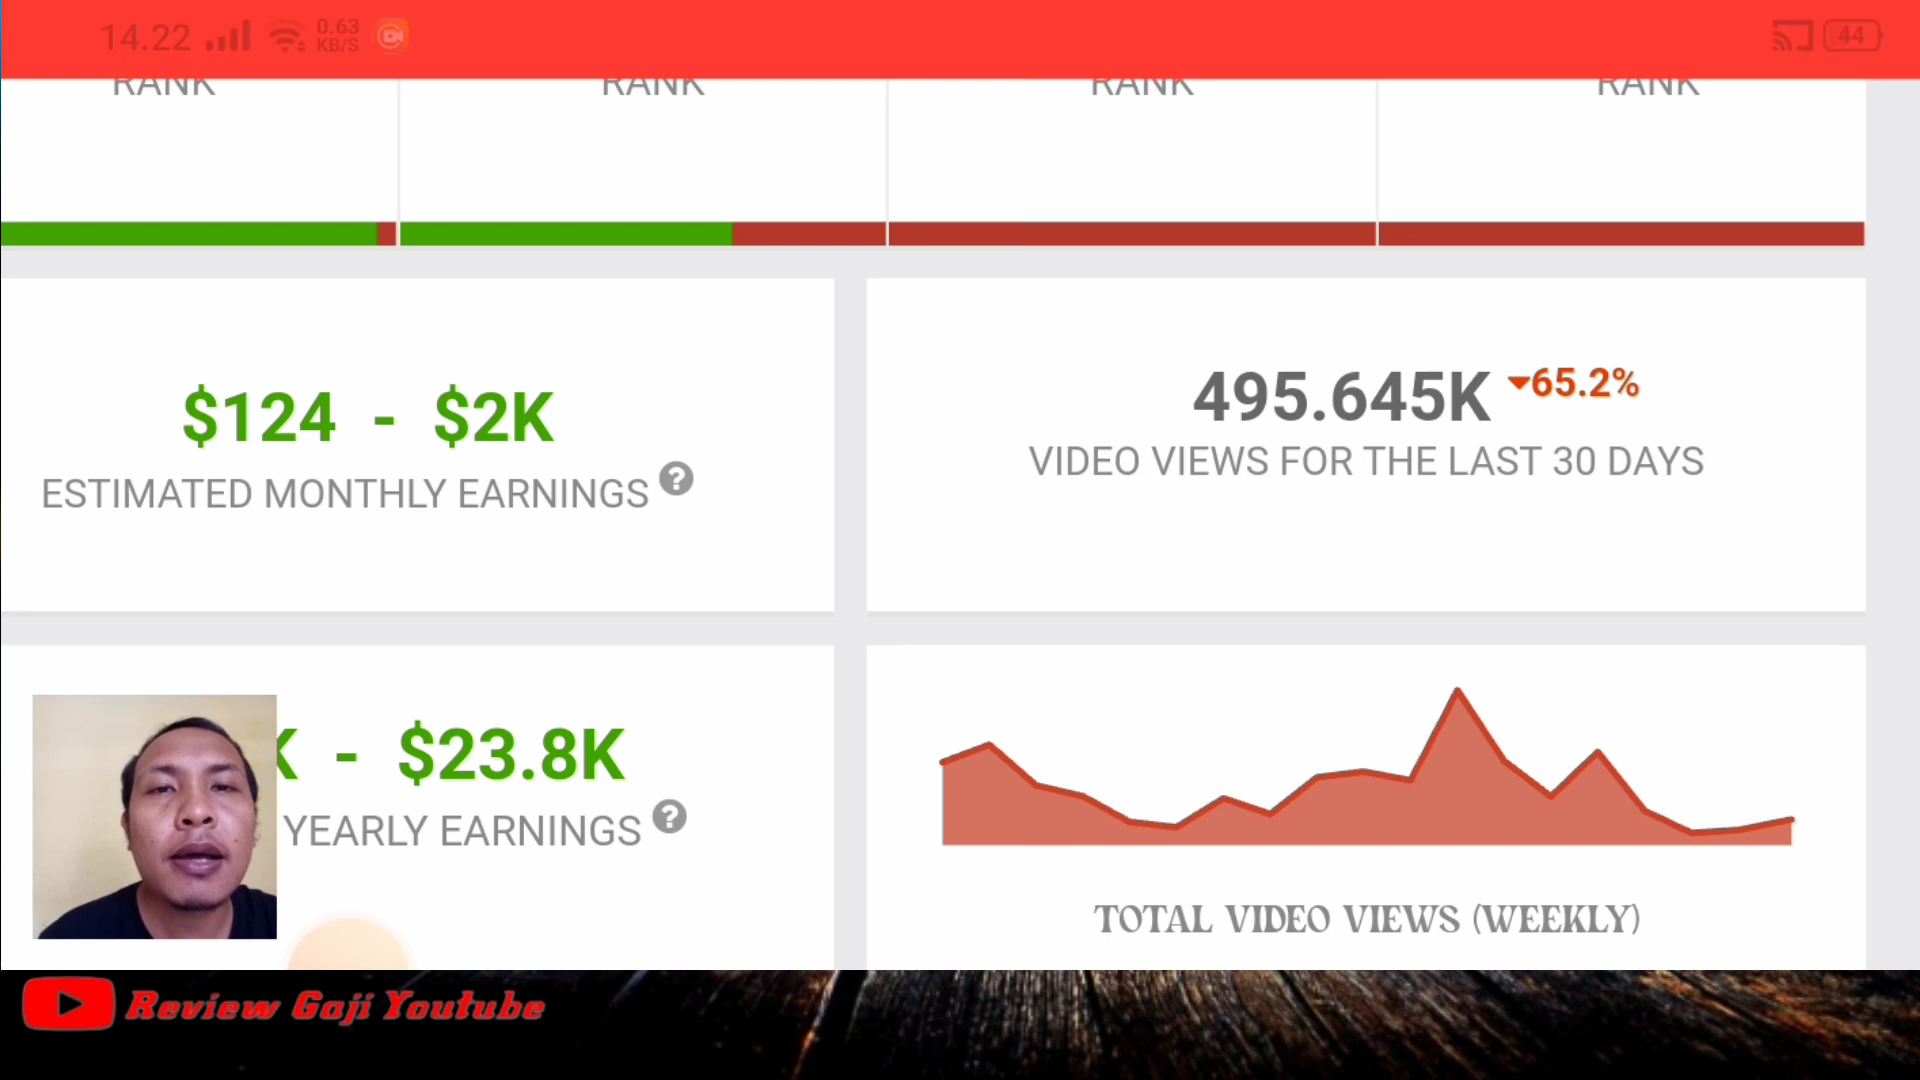 14.22 0.63 KB/S 44
RANK RANK RANK RANK
$124 - $2K
ESTIMATED MONTHLY EARNINGS ?
495.645K 65.2%
VIDEO VIEWS FOR THE LAST 30 DAYS
K - $23.8K
YEARLY EARNINGS ?
TOTAL VIDEO VIEWS (WEEKLY)
Review Gaji Youtube